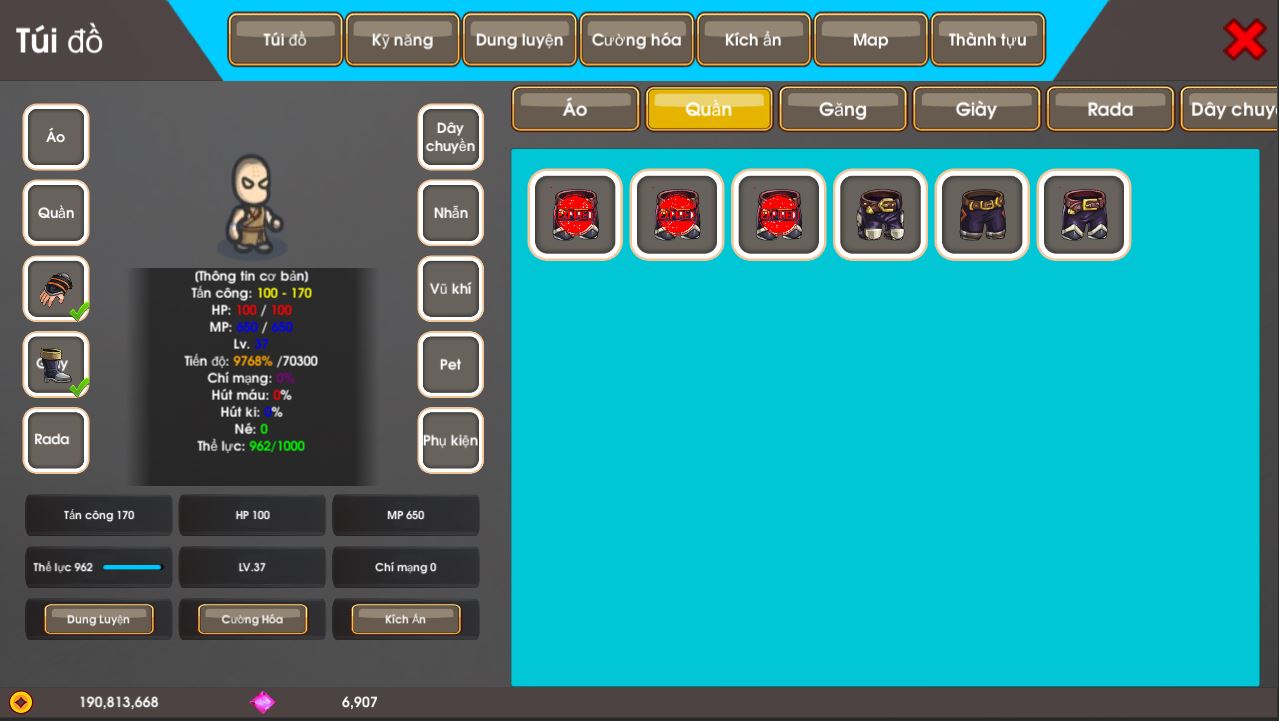 Túi đồ
Túi đồ
Kỹ năng
Dung luyện
Cường hóa
Kích ấn
Map
Thành tựu
Áo
Quần
Găng
Giày
Rada
Dây chuyề
Áo
Quần
Rada
Dây
chuyền
Nhẫn
Vũ khí
Pet
Phụ kiện
(Thông tin cơ bản)
Tấn công: 100 - 170
HP: 100 / 100
MP: 650 / 650
Lv. 37
Tiến độ: 9768% /70300
Chí mạng: 0%
Hút máu: 0%
Hút ki: 0%
Né: 0
Thể lực: 962/1000
Tấn công 170
HP 100
MP 650
Thể lực 962
LV.37
Chí mạng 0
Dung Luyện
Cường Hóa
Kích Ấn
190,813,668
6,907